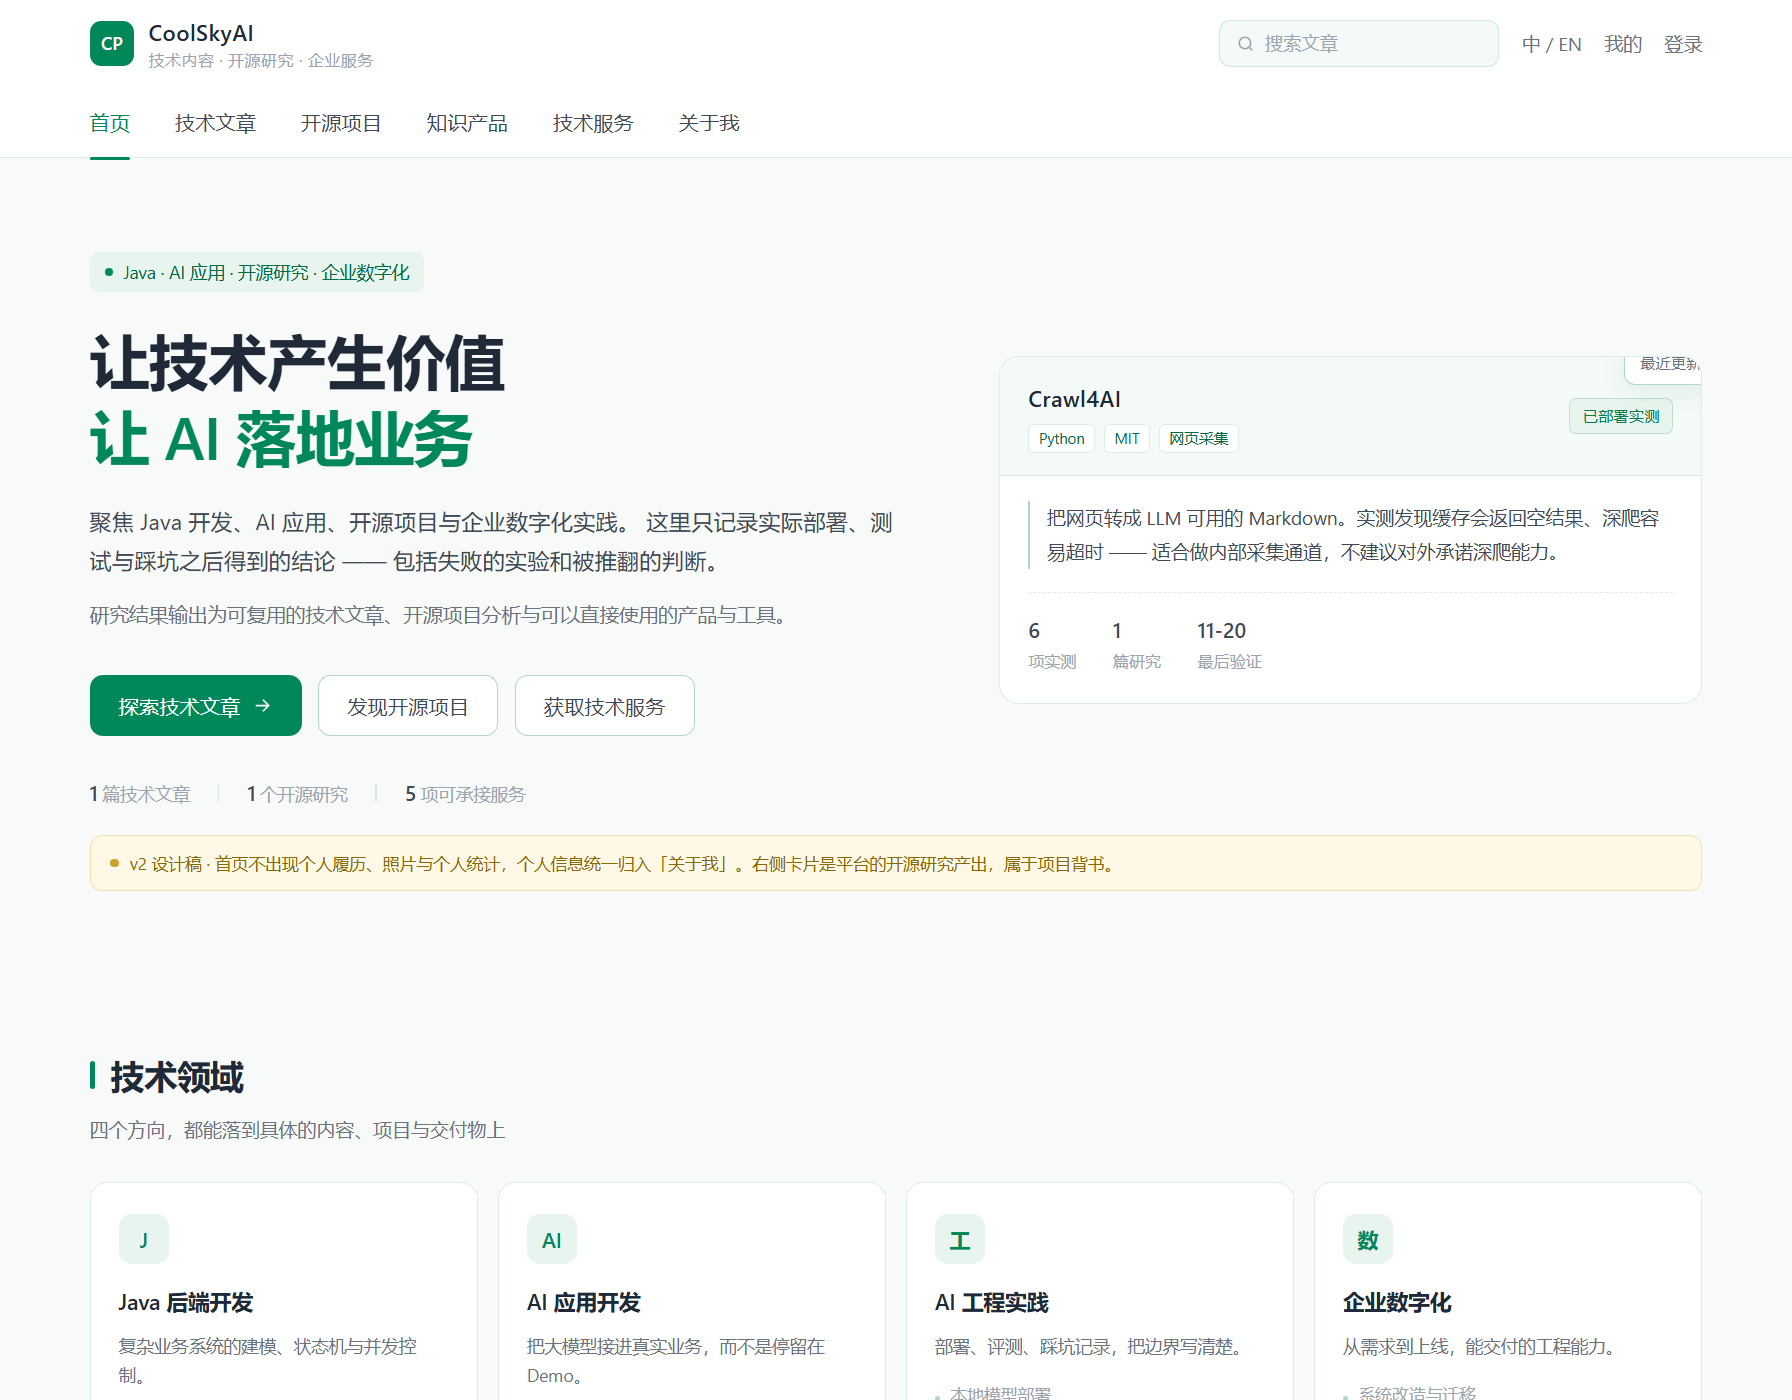 CP
CoolSkyAI
技术内容 · 开源研究 · 企业服务
搜索文章
中 / EN
我的
登录
首页
技术文章
开源项目
知识产品
技术服务
关于我
Java · AI 应用 · 开源研究 · 企业数字化
让技术产生价值
让 AI 落地业务
聚焦 Java 开发、AI 应用、开源项目与企业数字化实践。 这里只记录实际部署、测
试与踩坑之后得到的结论 —— 包括失败的实验和被推翻的判断。
研究结果输出为可复用的技术文章、开源项目分析与可以直接使用的产品与工具。
探索技术文章 →
发现开源项目
获取技术服务
1 篇技术文章
1 个开源研究
5 项可承接服务
最近更新
Crawl4AI
已部署实测
Python
MIT
网页采集
把网页转成 LLM 可用的 Markdown。实测发现缓存会返回空结果、深爬容
易超时 —— 适合做内部采集通道，不建议对外承诺深爬能力。
6
项实测
1
篇研究
11-20
最后验证
v2 设计稿 · 首页不出现个人履历、照片与个人统计，个人信息统一归入「关于我」。右侧卡片是平台的开源研究产出，属于项目背书。
技术领域
四个方向，都能落到具体的内容、项目与交付物上
J
Java 后端开发
复杂业务系统的建模、状态机与并发控
制。
AI
AI 应用开发
把大模型接进真实业务，而不是停留在
Demo。
工
AI 工程实践
部署、评测、踩坑记录，把边界写清楚。
本地模型部署
数
企业数字化
从需求到上线，能交付的工程能力。
系统改造与迁移